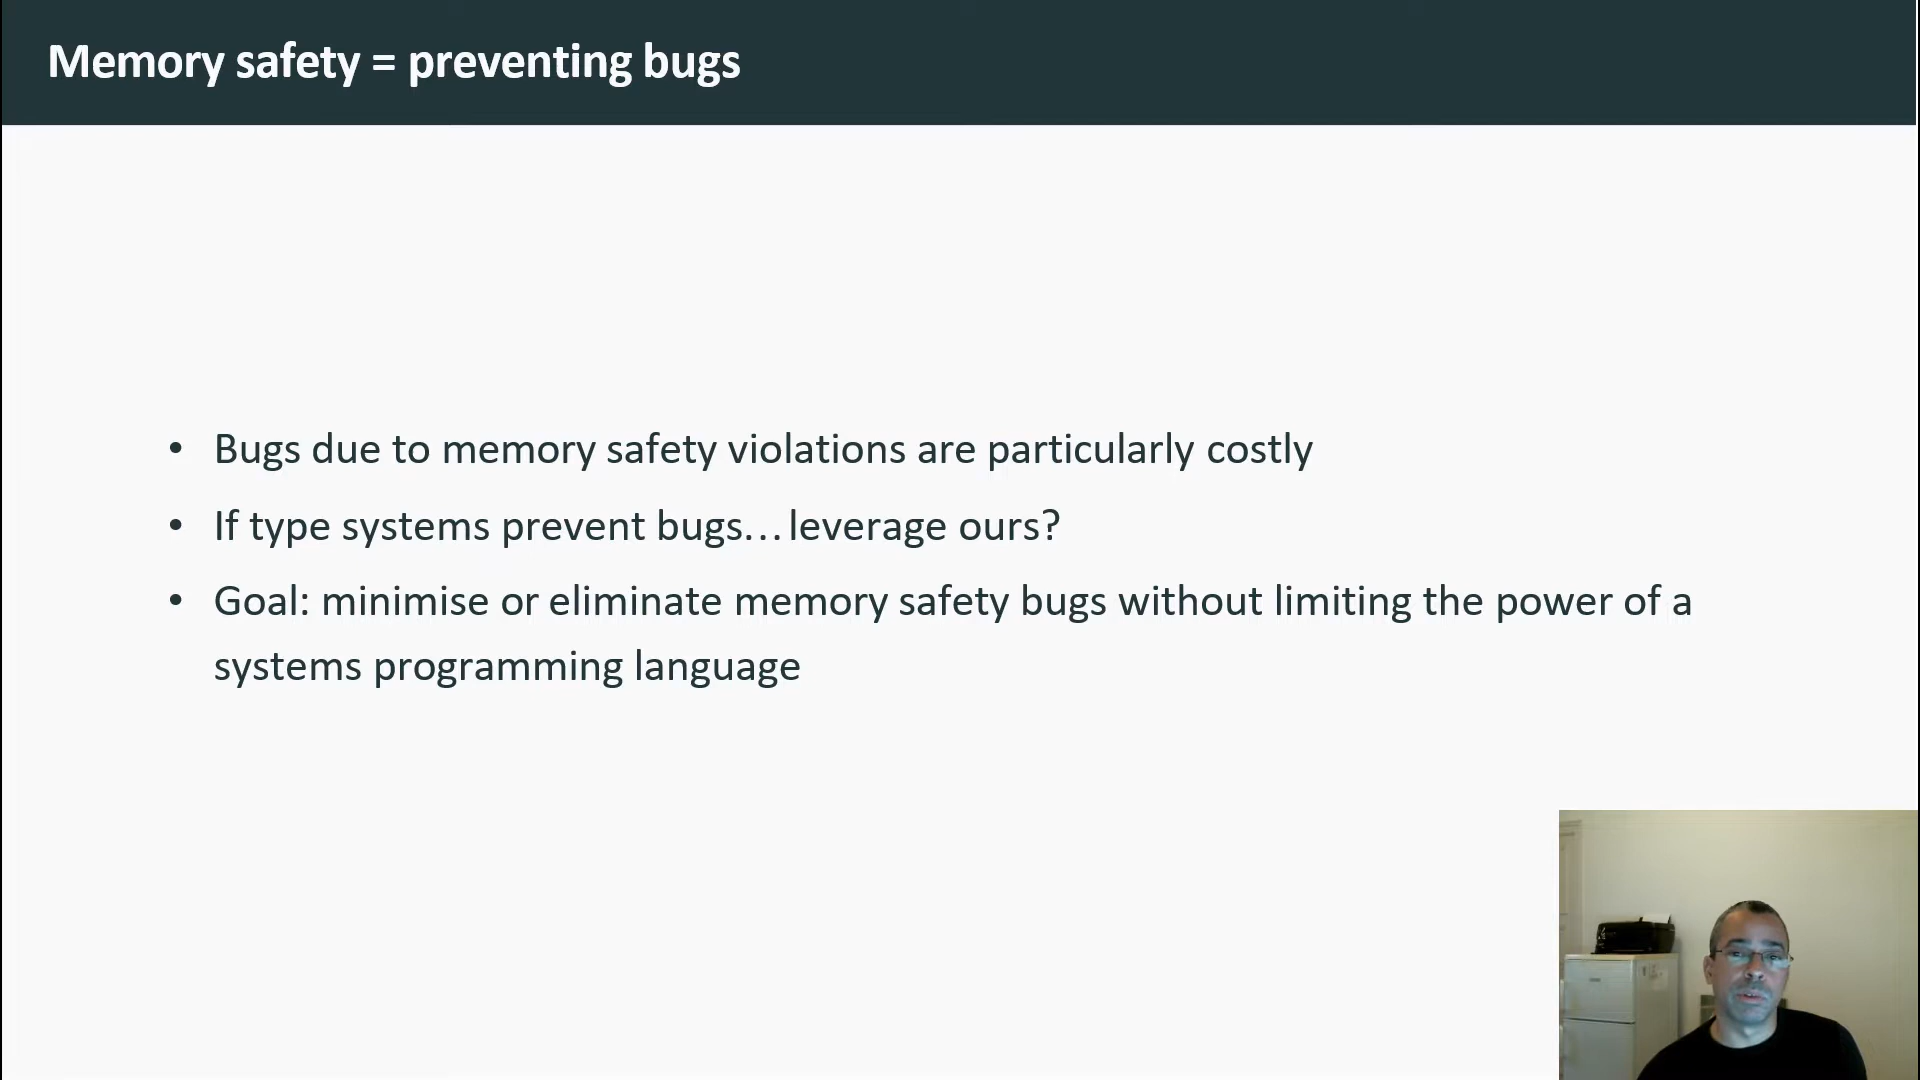 Memory safety = preventing bugs
• Bugs due to memory safety violations are particularly costly
• If type systems prevent bugs…leverage ours?
• Goal: minimise or eliminate memory safety bugs without limiting the power of a
systems programming language